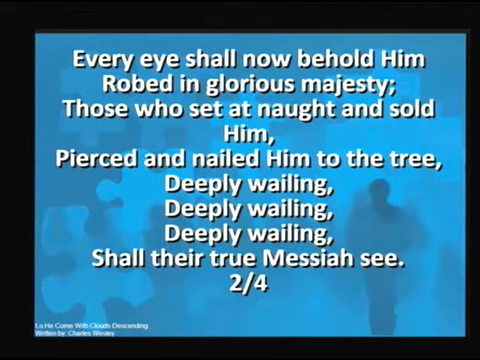 Every eye shall now behold Him
Robed in glorious majesty;
Those who set at naught and sold
Him,
Pierced and nailed Him to the tree,
Deeply wailing,
Deeply wailing,
Deeply wailing,
Shall their true Messiah see.
2/4
Lo He Come With Clouds Descending
Written by: Charles Wesley